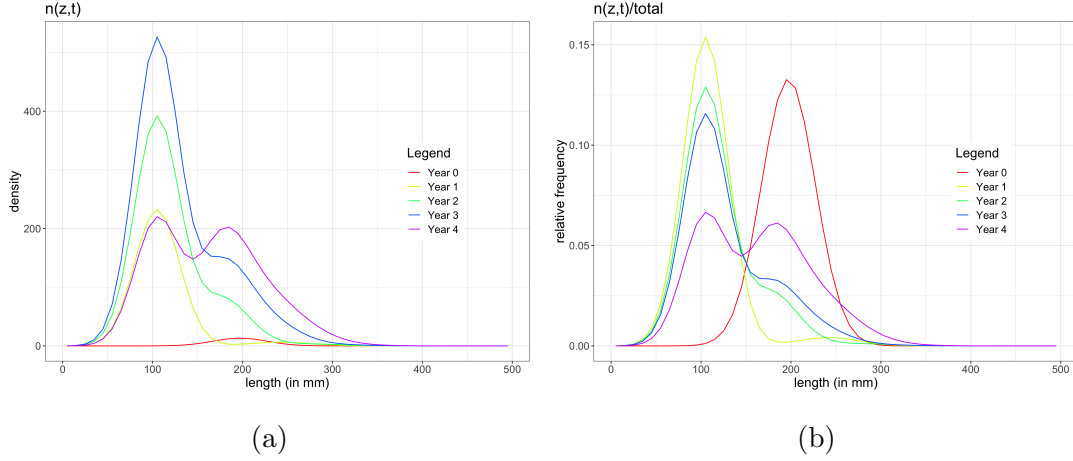 n(z,t)
density
400
200
0
0
100
200
300
400
500
length (in mm)
Legend
Year 0
Year 1
Year 2
Year 3
Year 4
(a)
n(z,t)/total
relative frequency
0.15
0.10
0.05
0.00
0
100
200
300
400
500
length (in mm)
Legend
Year 0
Year 1
Year 2
Year 3
Year 4
(b)